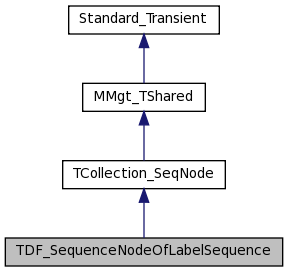 Standard_Transient
MMgt_TShared
TCollection_SeqNode
TDF_SequenceNodeOfLabelSequence